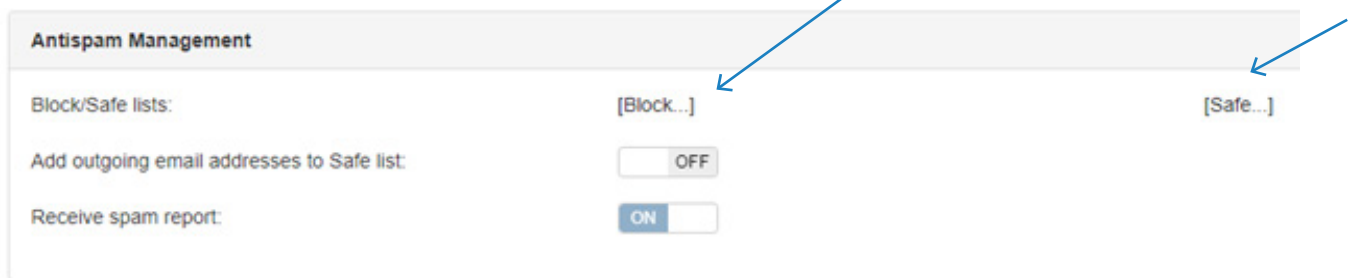 Antispam Management
Block/Safe lists: [Block...] [Safe...]
Add outgoing email addresses to Safe list: OFF
Receive spam report: ON